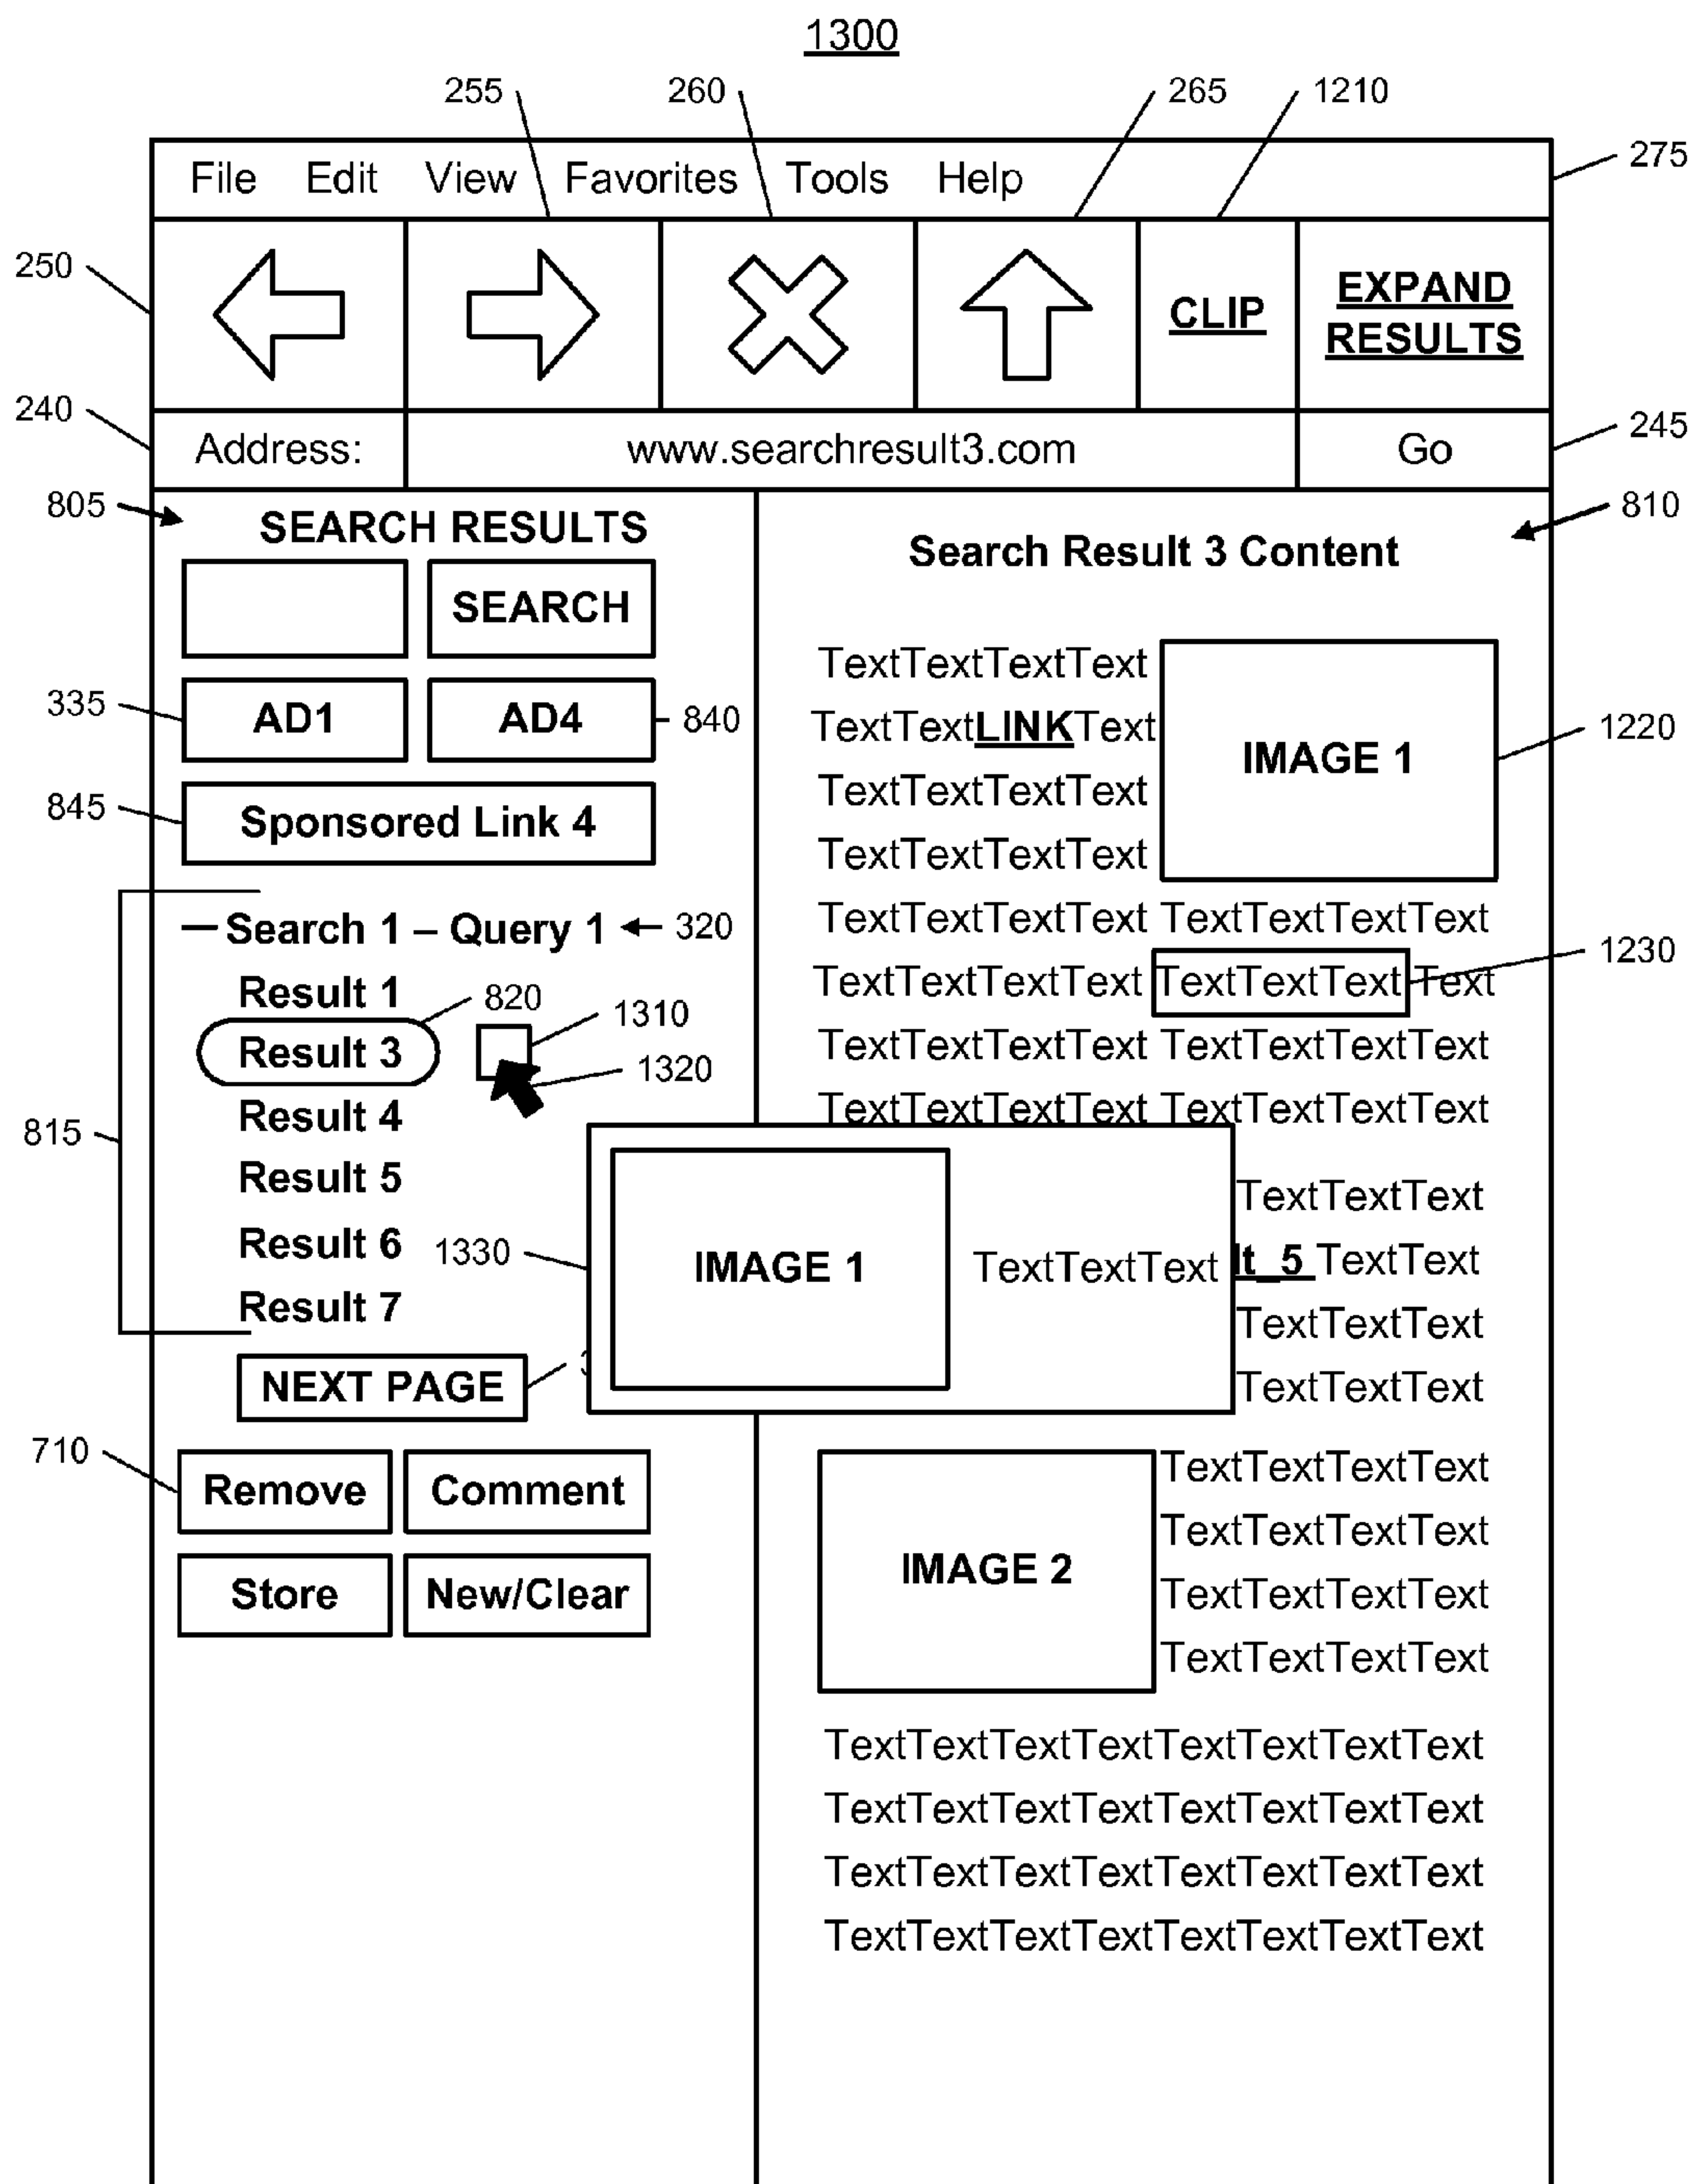 1300
255 260 265 1210
File Edit View Favorites Tools Help 275
250
CLIP EXPAND
RESULTS
240
Address: www.searchresult3.com Go 245
805 SEARCH RESULTS
810
Search Result 3 Content
SEARCH
335 AD1 AD4 840
845 Sponsored Link 4
815
– Search 1 – Query 1 320
Result 1
820
Result 3
1310
1320
Result 4
Result 5
Result 6
Result 7
NEXT PAGE
710 Remove Comment
Store New/Clear
TextTextTextText
TextTextLINKText
TextTextTextText
TextTextTextText
IMAGE 1 1220
TextTextTextText TextTextTextText
TextTextTextText TextTextText Text 1230
TextTextTextText TextTextTextText
TextTextTextText TextTextTextText
1330 IMAGE 1 TextTextText
TextTextText
lt_5 TextText
TextTextText
TextTextText
IMAGE 2
TextTextTextText
TextTextTextText
TextTextTextText
TextTextTextText
TextTextTextTextTextTextTextText
TextTextTextTextTextTextTextText
TextTextTextTextTextTextTextText
TextTextTextTextTextTextTextText